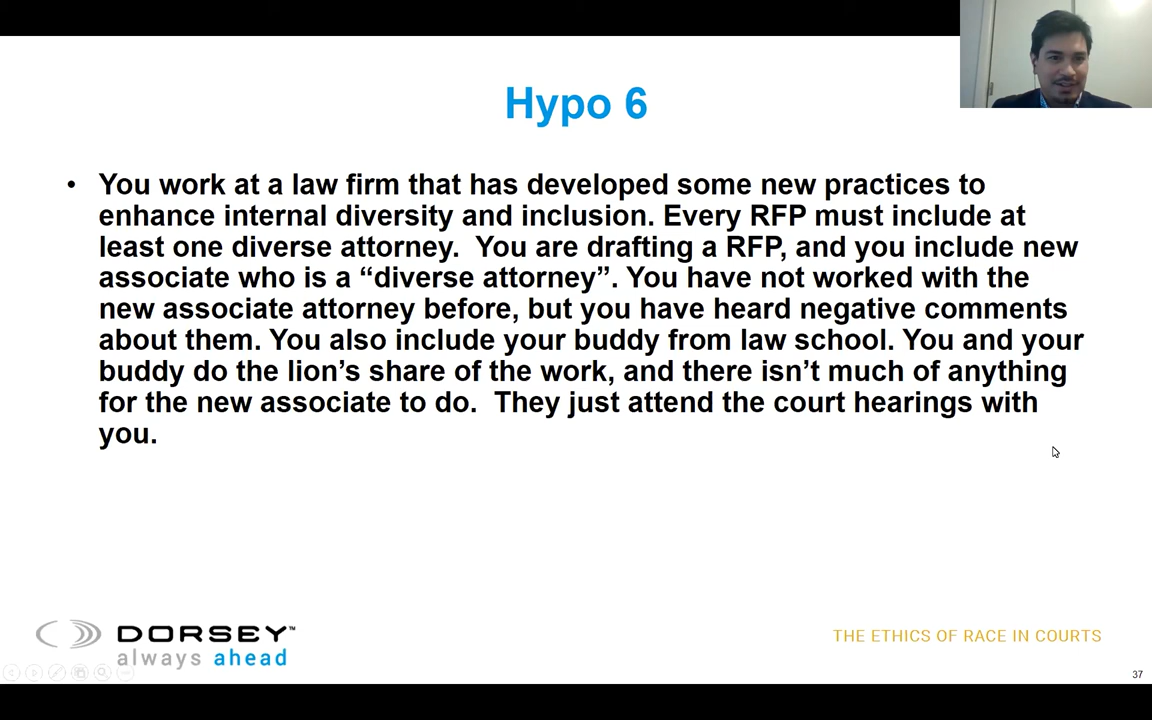 Hypo 6
• You work at a law firm that has developed some new practices to
enhance internal diversity and inclusion. Every RFP must include at
least one diverse attorney.  You are drafting a RFP, and you include new
associate who is a “diverse attorney”. You have not worked with the
new associate attorney before, but you have heard negative comments
about them. You also include your buddy from law school. You and your
buddy do the lion’s share of the work, and there isn’t much of anything
for the new associate to do.  They just attend the court hearings with
you.
DORSEY™
always ahead
THE ETHICS OF RACE IN COURTS
37